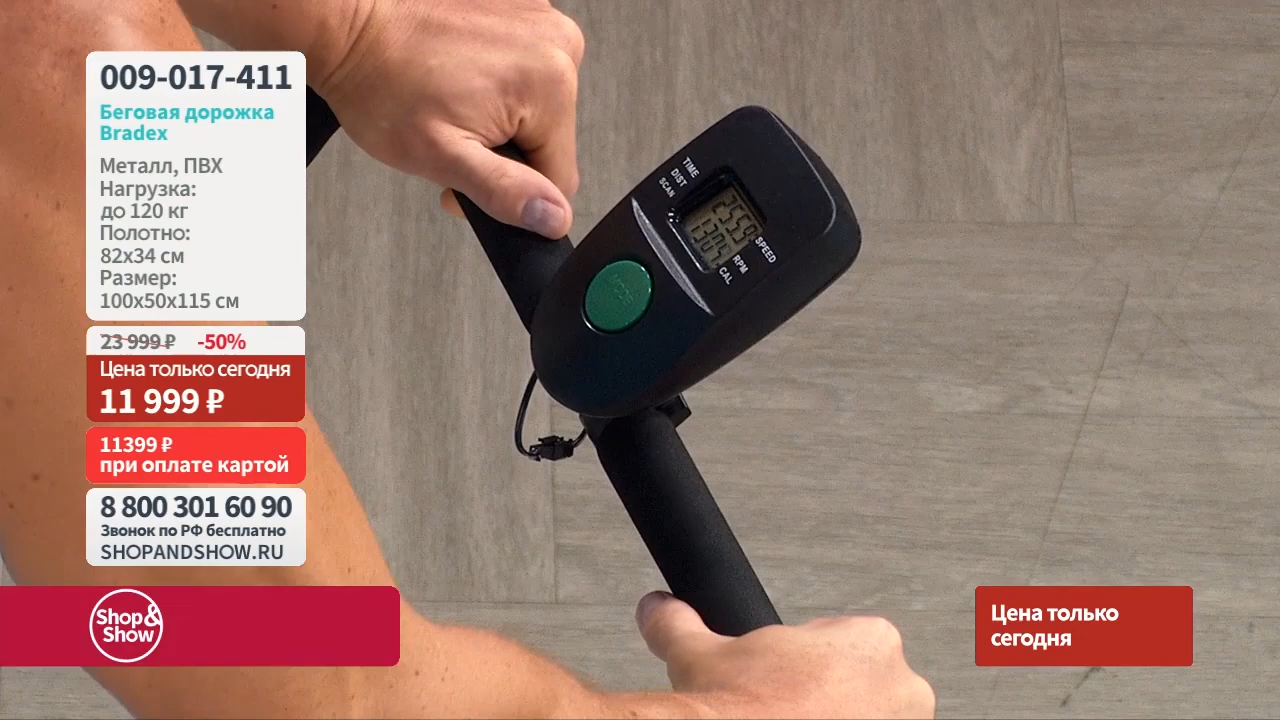 009-017-411
Беговая дорожка
Bradex
Металл, ПВХ
Нагрузка:
до 120 кг
Полотно:
82x34 см
Размер:
100x50x115 см
23 999 ₽ -50%
Цена только сегодня
11 999 ₽
11399 ₽
при оплате картой
8 800 301 60 90
Звонок по РФ бесплатно
SHOPANDSHOW.RU
Shop&
Show
TIME
DIST
SCAN
SPEED
RPM
CAL
MODE
Цена только
сегодня